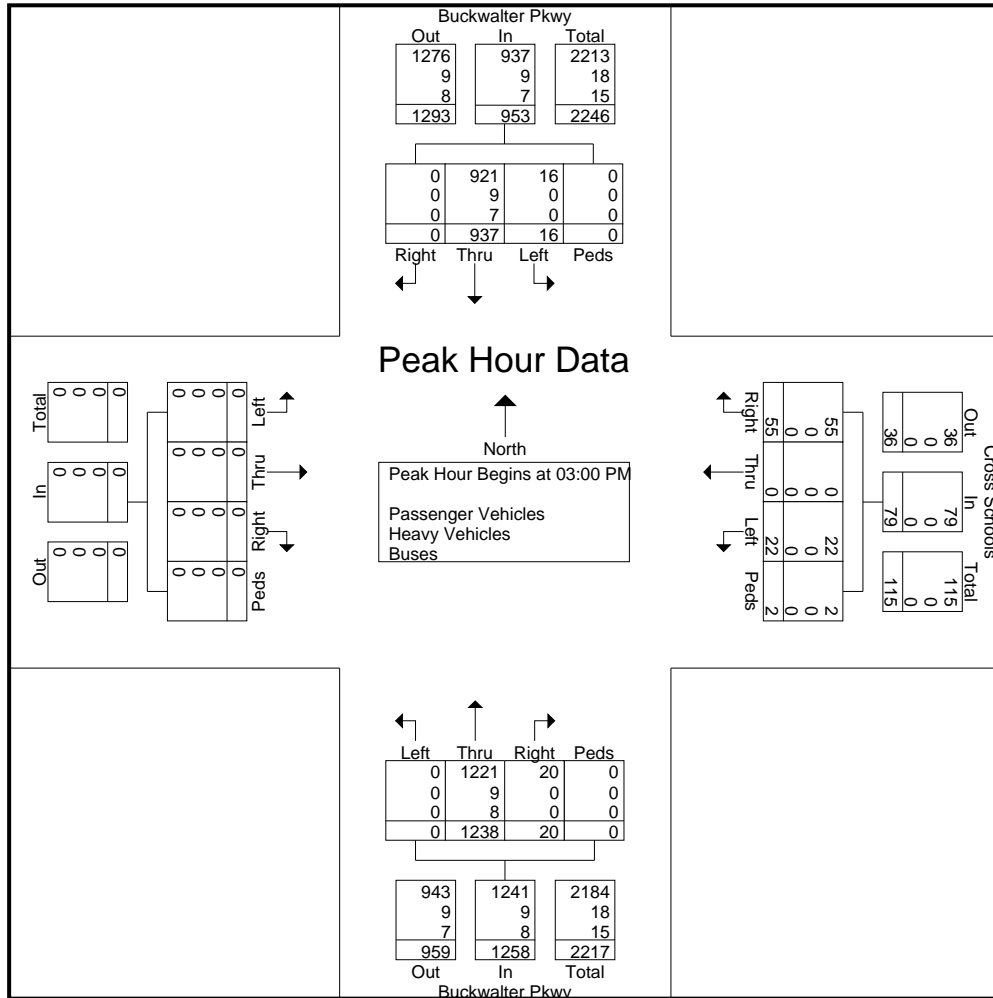 Buckwalter Pkwy
Out In Total
1276 937 2213
9 9 18
8 7 15
1293 953 2246
0 921 16 0
0 9 0 0
0 7 0 0
0 937 16 0
Right Thru Left Peds
Peak Hour Data
North
Peak Hour Begins at 03:00 PM
Passenger Vehicles
Heavy Vehicles
Buses
Total
0 0 0 0
In
0 0 0 0
Out
0 0 0 0
Left
0 0 0 0
Thru
0 0 0 0
Right
0 0 0 0
Peds
0 0 0 0
Right
55 0 0 55
Thru
0 0 0 0
Left
22 0 0 22
Peds
2 0 0 2
Cross Schools
Out
36 0 0 36
In
79 0 0 79
Total
115 0 0 115
Left Thru Right Peds
0 1221 20 0
0 9 0 0
0 8 0 0
0 1238 20 0
943 1241 2184
9 9 18
7 8 15
959 1258 2217
Out In Total
Buckwalter Pkwy